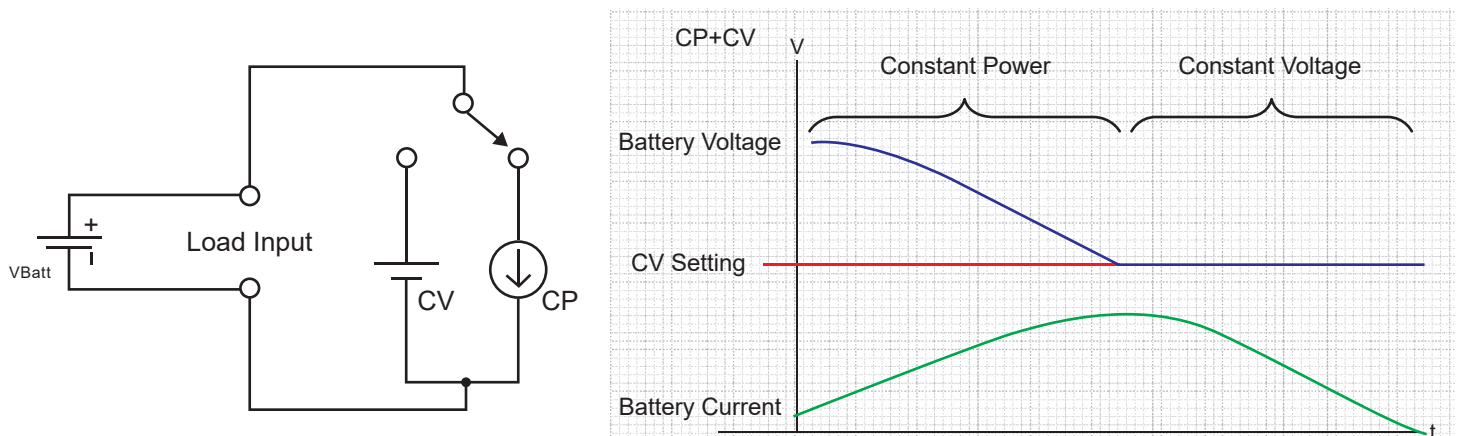 +
Load Input
VBatt
CV
CP
CP+CV
V
Constant Power
Constant Voltage
Battery Voltage
CV Setting
Battery Current
t